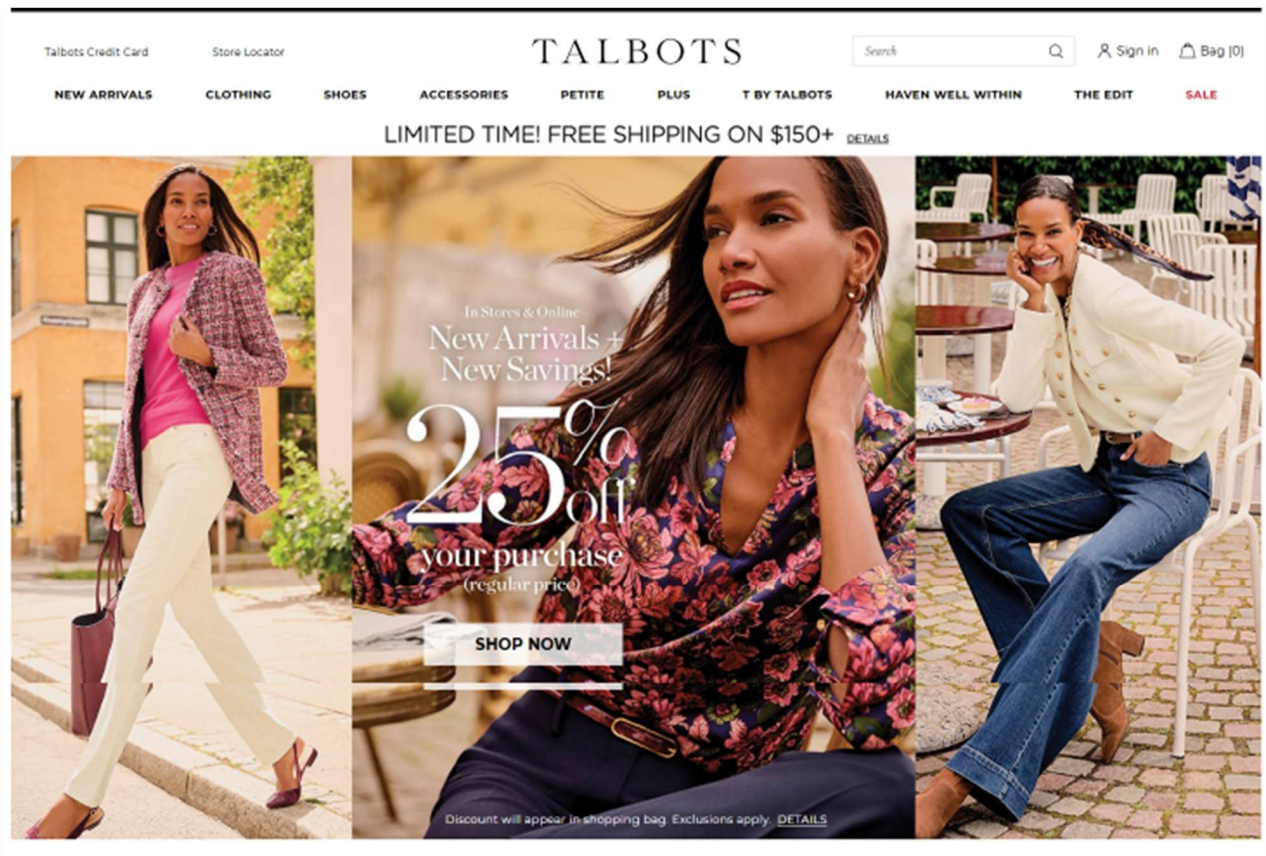 Talbots Credit Card
Store Locator
TALBOTS
Search
Sign in
Bag (0)
NEW ARRIVALS
CLOTHING
SHOES
ACCESSORIES
PETITE
PLUS
T BY TALBOTS
HAVEN WELL WITHIN
THE EDIT
SALE
LIMITED TIME! FREE SHIPPING ON $150+ DETAILS
In Stores & Online
New Arrivals +
New Savings!
25% off
your purchase
(regular price)
SHOP NOW
Discount will appear in shopping bag. Exclusions apply. DETAILS